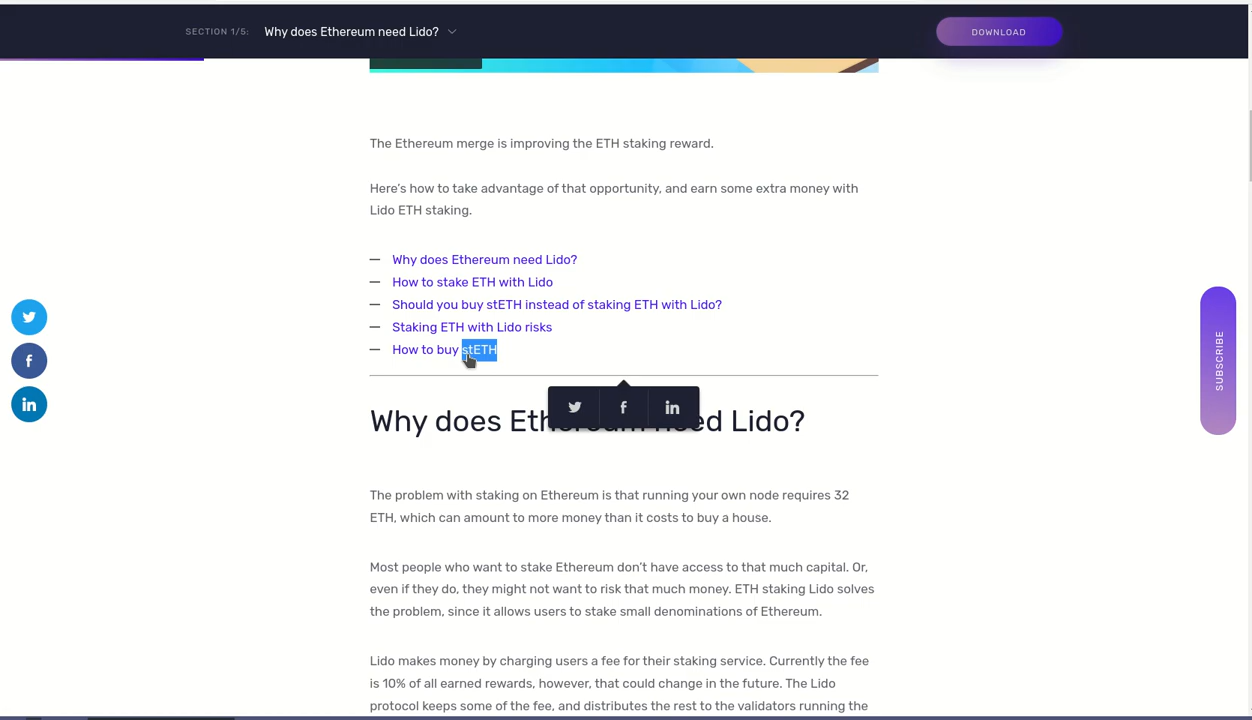 SECTION 1/5:
Why does Ethereum need Lido?
DOWNLOAD
The Ethereum merge is improving the ETH staking reward.
Here's how to take advantage of that opportunity, and earn some extra money with
Lido ETH staking.
— Why does Ethereum need Lido?
— How to stake ETH with Lido
— Should you buy stETH instead of staking ETH with Lido?
— Staking ETH with Lido risks
— How to buy stETH
SUBSCRIBE
Why does Ethereum need Lido?
The problem with staking on Ethereum is that running your own node requires 32
ETH, which can amount to more money than it costs to buy a house.
Most people who want to stake Ethereum don't have access to that much capital. Or,
even if they do, they might not want to risk that much money. ETH staking Lido solves
the problem, since it allows users to stake small denominations of Ethereum.
Lido makes money by charging users a fee for their staking service. Currently the fee
is 10% of all earned rewards, however, that could change in the future. The Lido
protocol keeps some of the fee, and distributes the rest to the validators running the